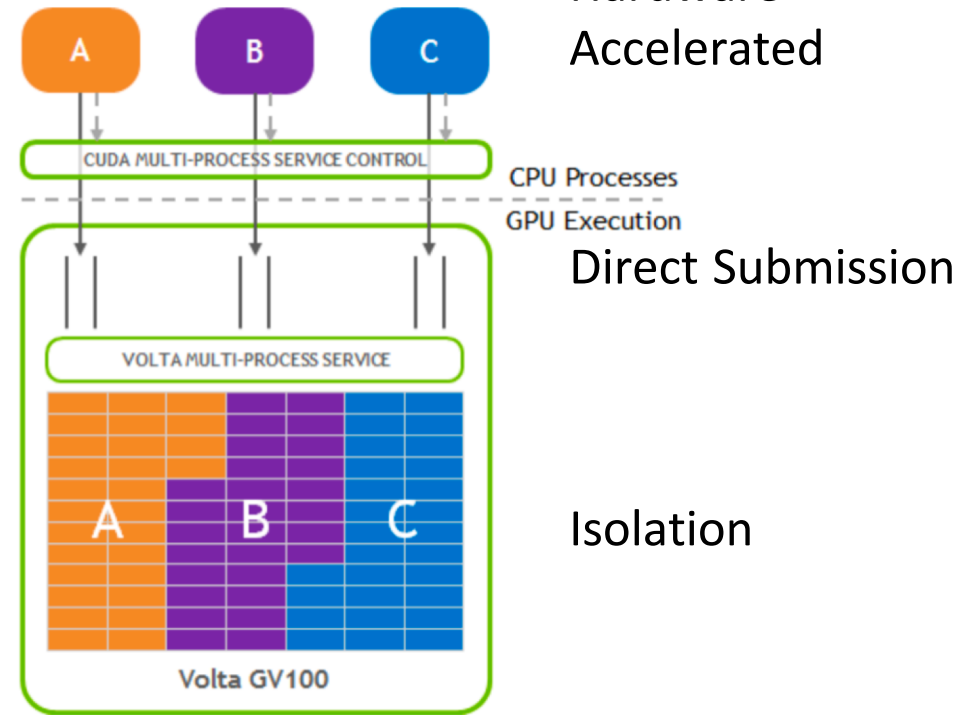 Accelerated
A
B
C
CUDA MULTI-PROCESS SERVICE CONTROL
CPU Processes
GPU Execution
Direct Submission
VOLTA MULTI-PROCESS SERVICE
A
B
C
Isolation
Volta GV100